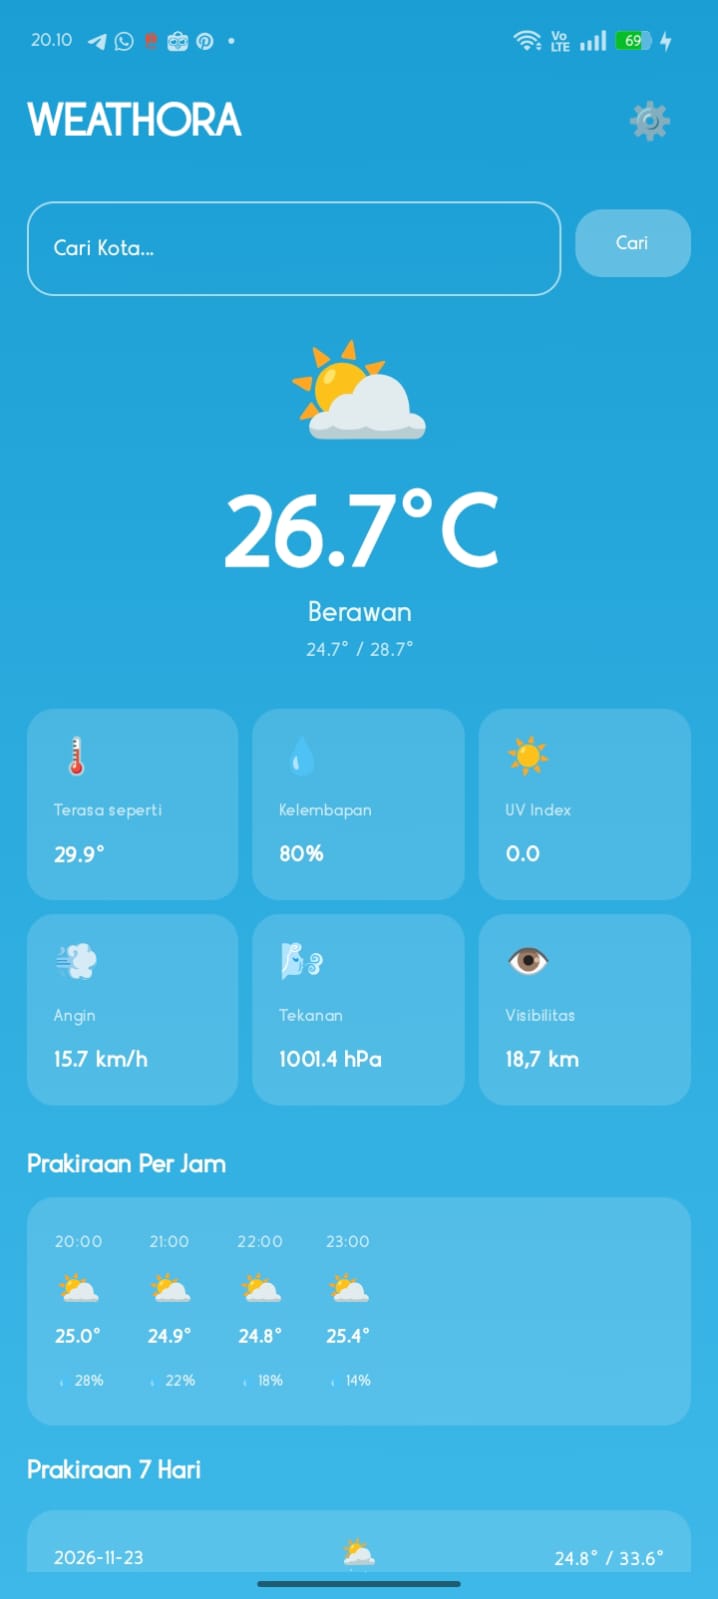 20.10
Vo
LTE
69
WEATHORA
Cari Kota...
Cari
26.7°C
Berawan
24.7° / 28.7°
Terasa seperti
29.9°
Kelembapan
80%
UV Index
0.0
Angin
15.7 km/h
Tekanan
1001.4 hPa
Visibilitas
18,7 km
Prakiraan Per Jam
20:00 21:00 22:00 23:00
25.0° 24.9° 24.8° 25.4°
28% 22% 18% 14%
Prakiraan 7 Hari
2026-11-23 24.8° / 33.6°